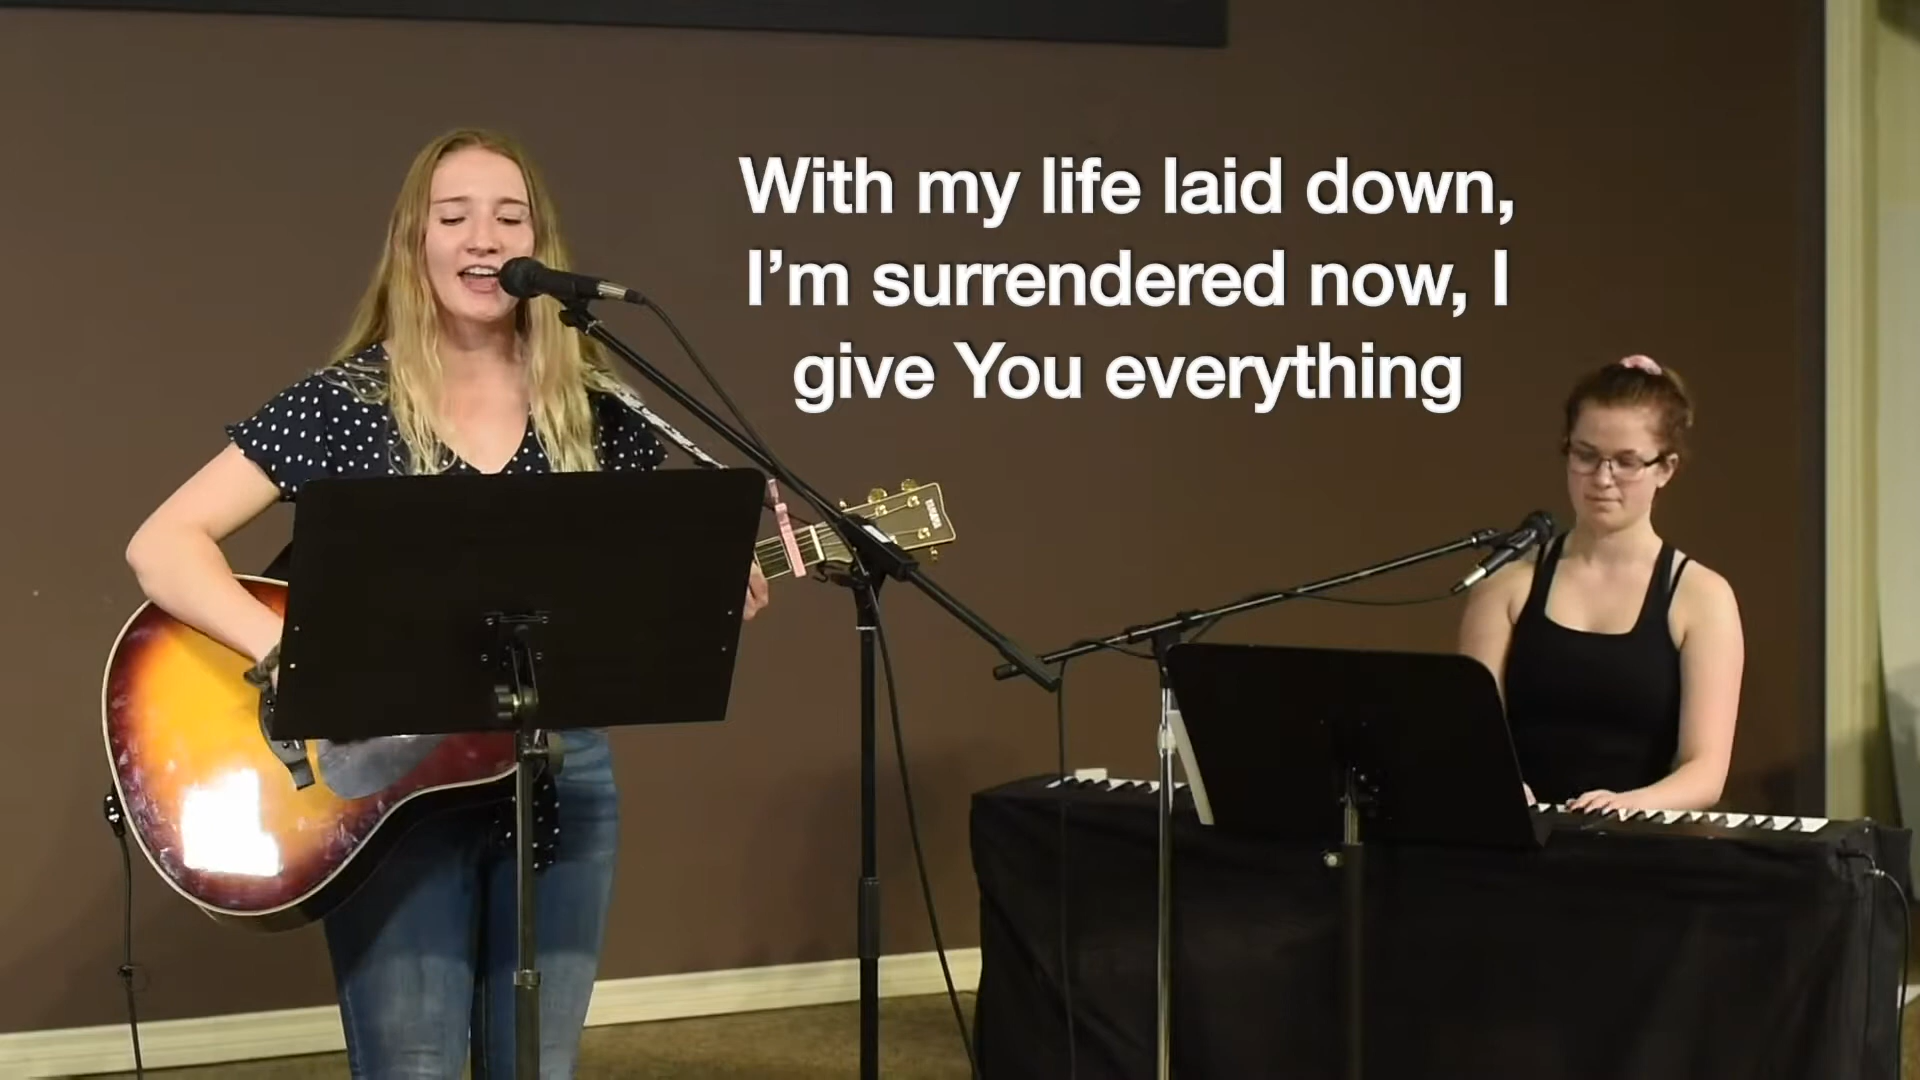 With my life laid down,
I’m surrendered now, I
give You everything